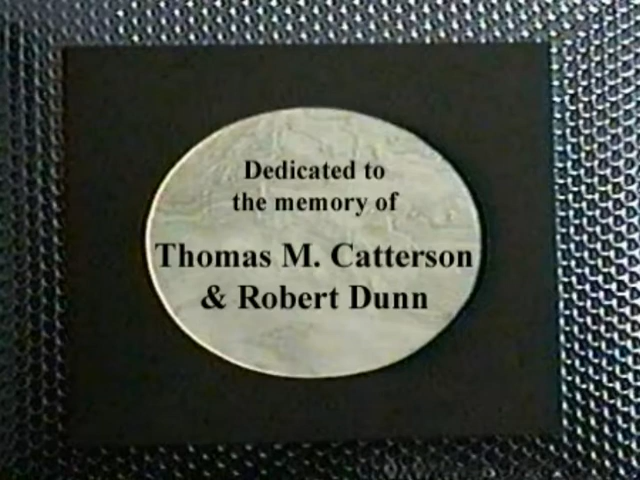 Dedicated to
the memory of
Thomas M. Catterson
& Robert Dunn